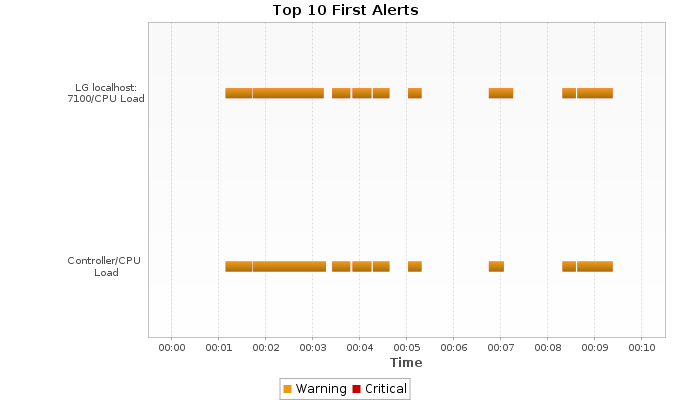 Top 10 First Alerts
LG localhost:
7100/CPU Load
Controller/CPU
Load
00:00 00:01 00:02 00:03 00:04 00:05 00:06 00:07 00:08 00:09 00:10
Time
Warning Critical